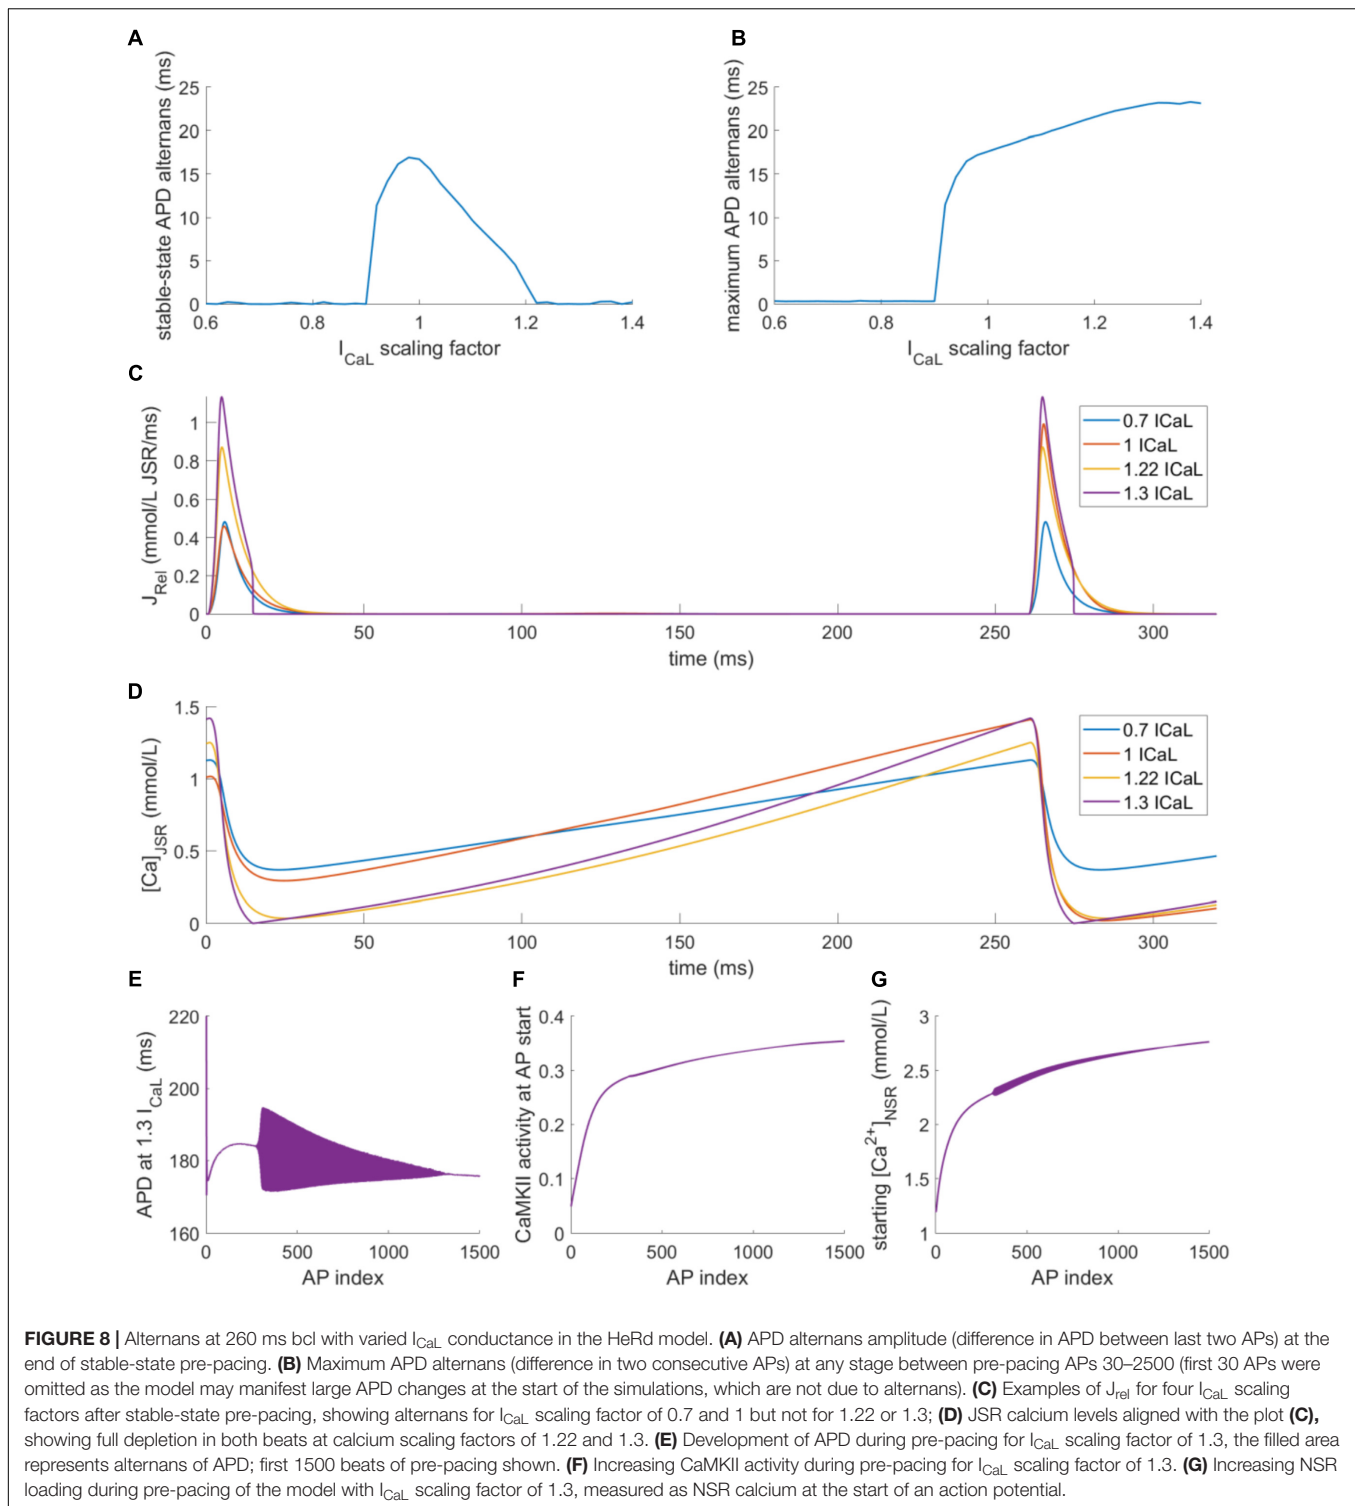 A
stable-state APD alternans (ms)
25
20
15
10
5
0
0.6
0.8
1
1.2
1.4
I_CaL scaling factor
B
maximum APD alternans (ms)
25
20
15
10
5
0
0.6
0.8
1
1.2
1.4
I_CaL scaling factor
C
J_Rel (mmol/L JSR/ms)
1
0.8
0.6
0.4
0.2
0
0
50
100
150
200
250
300
time (ms)
0.7 ICaL
1 ICaL
1.22 ICaL
1.3 ICaL
D
[Ca]_JSR (mmol/L)
1.5
1
0.5
0
0
50
100
150
200
250
300
time (ms)
0.7 ICaL
1 ICaL
1.22 ICaL
1.3 ICaL
E
APD at 1.3 I_CaL
(ms)
220
200
180
160
0
500
1000
1500
AP index
F
CaMKII activity at AP start
0.4
0.3
0.2
0.1
0
0
500
1000
1500
AP index
G
starting [Ca²⁺]_NSR (mmol/L)
3
2.5
2
1.5
1
0
500
1000
1500
AP index
FIGURE 8 | Alternans at 260 ms bcl with varied I_CaL conductance in the HeRd model. (A) APD alternans amplitude (difference in APD between last two APs) at the
end of stable-state pre-pacing. (B) Maximum APD alternans (difference in two consecutive APs) at any stage between pre-pacing APs 30–2500 (first 30 APs were
omitted as the model may manifest large APD changes at the start of the simulations, which are not due to alternans). (C) Examples of J_rel for four I_CaL scaling
factors after stable-state pre-pacing, showing alternans for I_CaL scaling factor of 0.7 and 1 but not for 1.22 or 1.3; (D) JSR calcium levels aligned with the plot (C),
showing full depletion in both beats at calcium scaling factors of 1.22 and 1.3. (E) Development of APD during pre-pacing for I_CaL scaling factor of 1.3, the filled area
represents alternans of APD; first 1500 beats of pre-pacing shown. (F) Increasing CaMKII activity during pre-pacing for I_CaL scaling factor of 1.3. (G) Increasing NSR
loading during pre-pacing of the model with I_CaL scaling factor of 1.3, measured as NSR calcium at the start of an action potential.